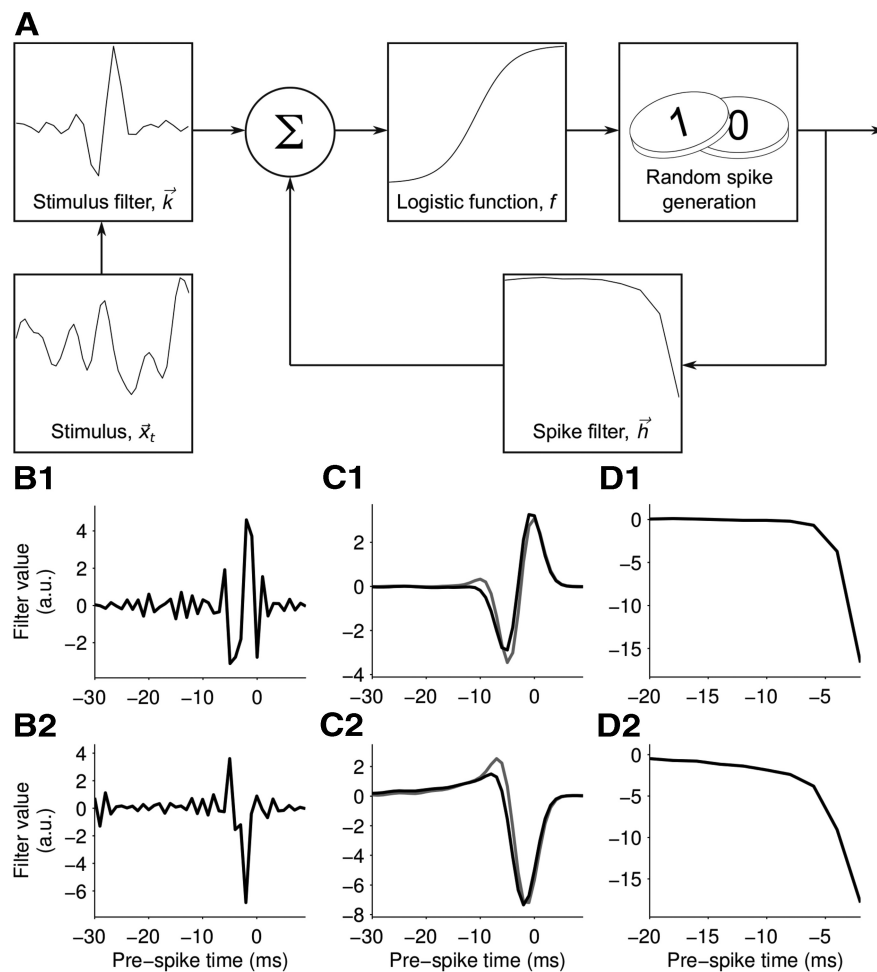 A
Stimulus filter, k⃗
Σ
Logistic function, f
1 0
Random spike
generation
Stimulus, x⃗ₜ
Spike filter, h⃗
B1
C1
D1
Filter value
(a.u.)
4
2
0
−2
−30 −20 −10 0
2
0
−2
−4
−30 −20 −10 0
0
−5
−10
−15
−20 −15 −10 −5
B2
C2
D2
Filter value
(a.u.)
4
2
0
−2
−4
−6
−30 −20 −10 0
Pre−spike time (ms)
2
0
−2
−4
−6
−8
−30 −20 −10 0
Pre−spike time (ms)
0
−5
−10
−15
−20 −15 −10 −5
Pre−spike time (ms)